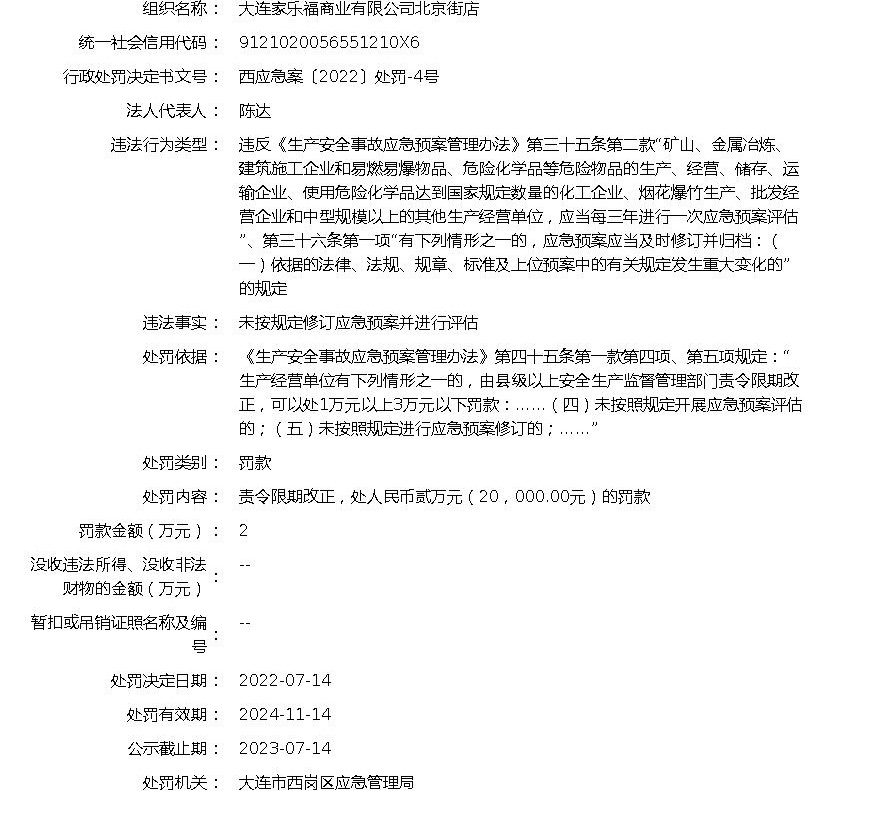 组织名称： 大连家乐福商业有限公司北京街店
统一社会信用代码： 9121020056551210X6
行政处罚决定书文号： 西应急案〔2022〕处罚-4号
法人代表人： 陈达
违法行为类型： 违反《生产安全事故应急预案管理办法》第三十五条第二款“矿山、金属冶炼、
建筑施工企业和易燃易爆物品、危险化学品等危险物品的生产、经营、储存、运
输企业、使用危险化学品达到国家规定数量的化工企业、烟花爆竹生产、批发经
营企业和中型规模以上的其他生产经营单位，应当每三年进行一次应急预案评估
”、第三十六条第一项“有下列情形之一的，应急预案应当及时修订并归档：（
一）依据的法律、法规、规章、标准及上位预案中的有关规定发生重大变化的”
的规定
违法事实： 未按规定修订应急预案并进行评估
处罚依据： 《生产安全事故应急预案管理办法》第四十五条第一款第四项、第五项规定：“
生产经营单位有下列情形之一的，由县级以上安全生产监督管理部门责令限期改
正，可以处1万元以上3万元以下罚款：……（四）未按照规定开展应急预案评估
的；（五）未按照规定进行应急预案修订的；……”
处罚类别： 罚款
处罚内容： 责令限期改正，处人民币贰万元（20，000.00元）的罚款
罚款金额（万元）： 2
没收违法所得、没收非法
财物的金额（万元）： --
暂扣或吊销证照名称及编
号： --
处罚决定日期： 2022-07-14
处罚有效期： 2024-11-14
公示截止期： 2023-07-14
处罚机关： 大连市西岗区应急管理局